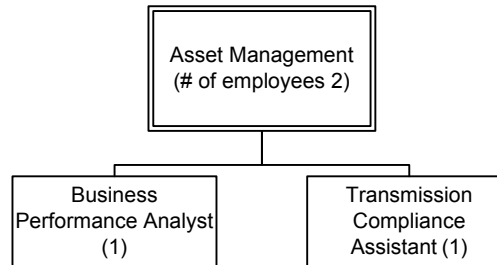 Asset Management
(# of employees 2)
Business
Performance Analyst
(1)
Transmission
Compliance
Assistant (1)